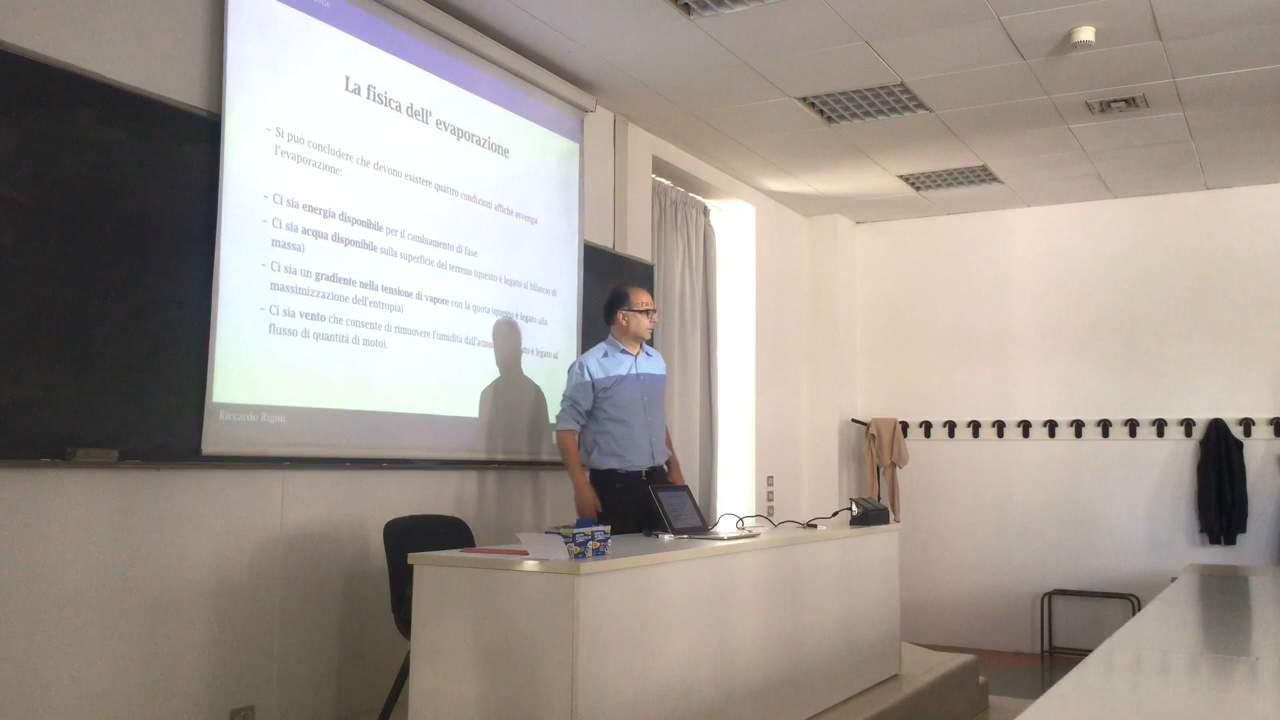 La fisica dell' evaporazione
– Si può concludere che devono esistere quattro condizioni affichè avvenga
l'evaporazione:
– Ci sia energia disponibile per il cambiamento di fase
– Ci sia acqua disponibile sulla superficie del terreno (questo è legato al bilancio di
massa)
– Ci sia un gradiente nella tensione di vapore con la quota (questo è legato alla
massimizzazione dell'entropia)
– Ci sia vento che consente di rimuovere l'umidità è legato al
flusso di quantità di moto).
Riccardo Rigon